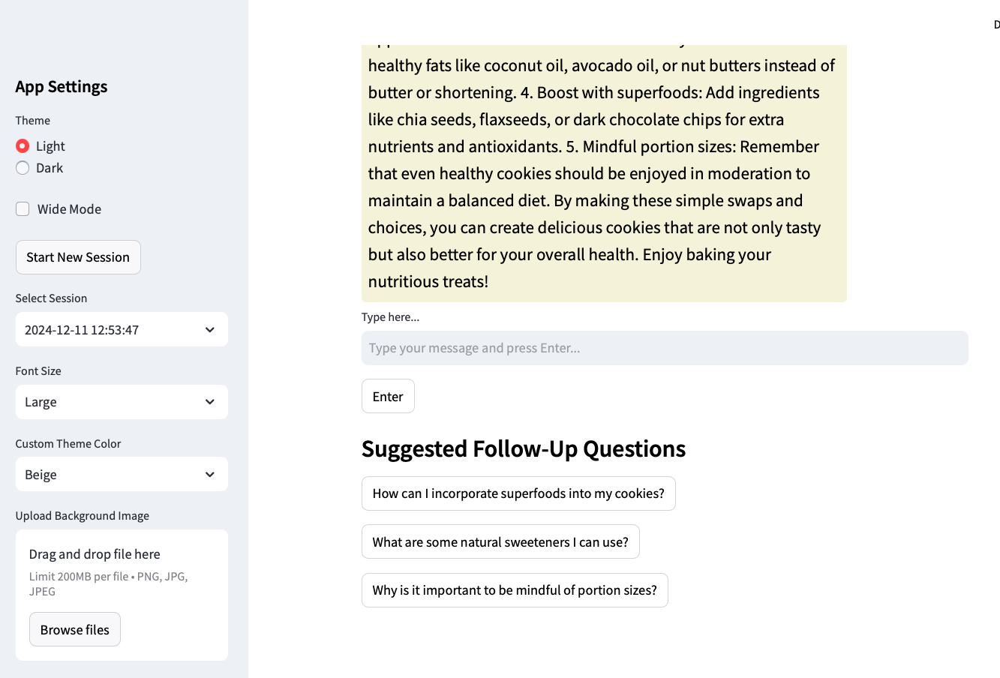 App Settings
Theme
Light
Dark
Wide Mode
Start New Session
Select Session
2024-12-11 12:53:47
Font Size
Large
Custom Theme Color
Beige
Upload Background Image
Drag and drop file here
Limit 200MB per file • PNG, JPG,
JPEG
Browse files
healthy fats like coconut oil, avocado oil, or nut butters instead of
butter or shortening. 4. Boost with superfoods: Add ingredients
like chia seeds, flaxseeds, or dark chocolate chips for extra
nutrients and antioxidants. 5. Mindful portion sizes: Remember
that even healthy cookies should be enjoyed in moderation to
maintain a balanced diet. By making these simple swaps and
choices, you can create delicious cookies that are not only tasty
but also better for your overall health. Enjoy baking your
nutritious treats!
Type here...
Type your message and press Enter...
Enter
Suggested Follow-Up Questions
How can I incorporate superfoods into my cookies?
What are some natural sweeteners I can use?
Why is it important to be mindful of portion sizes?